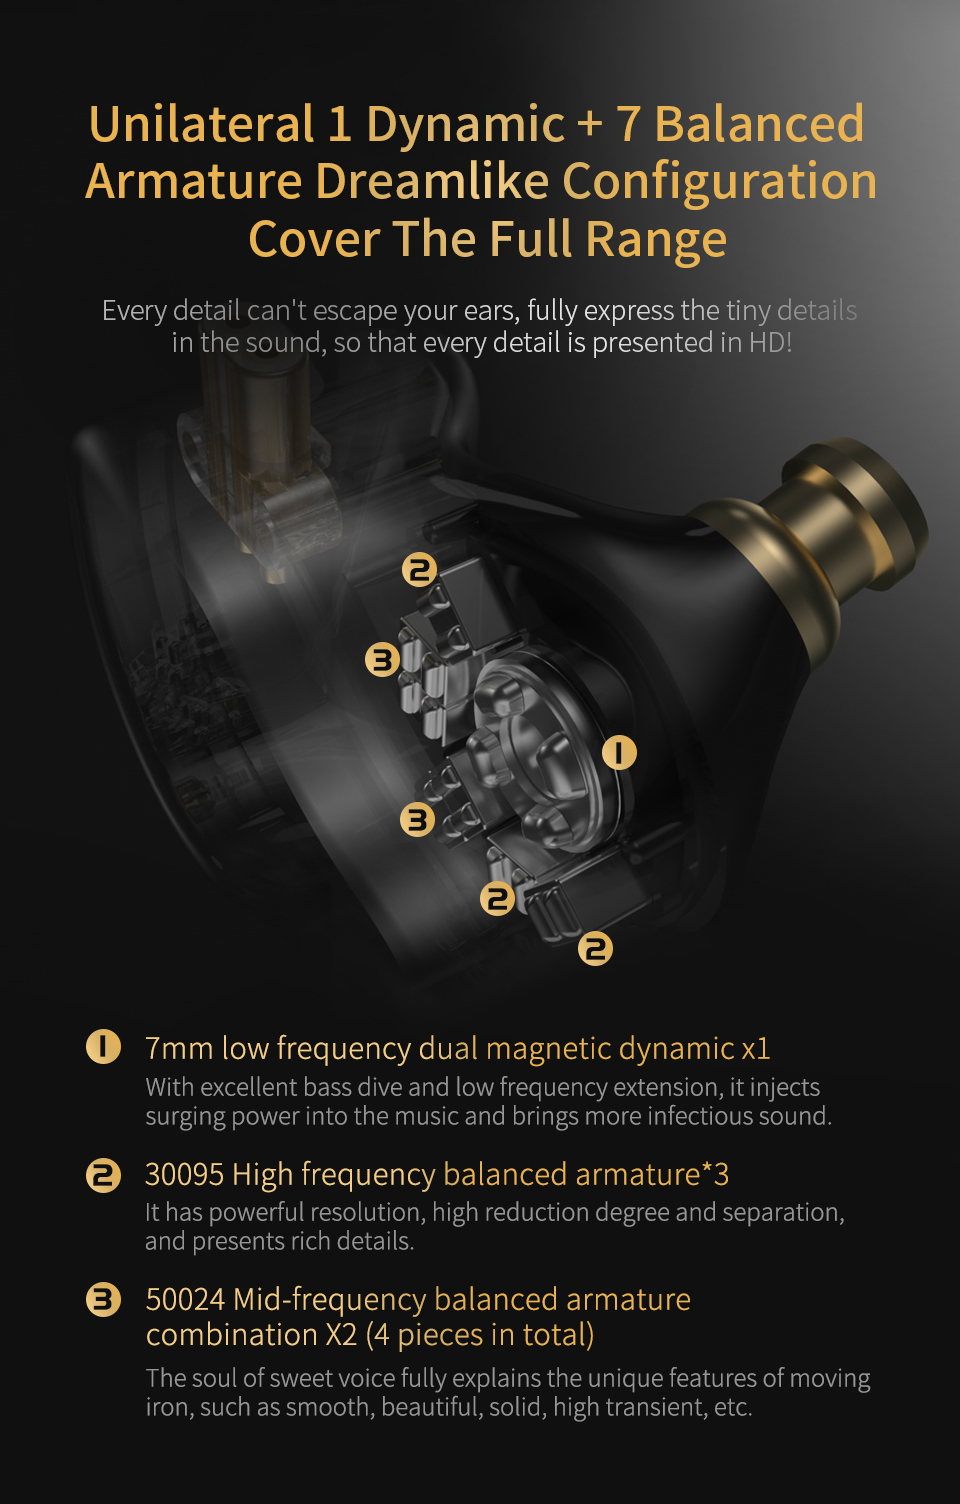 Unilateral 1 Dynamic + 7 Balanced
Armature Dreamlike Configuration
Cover The Full Range
Every detail can't escape your ears, fully express the tiny details
in the sound, so that every detail is presented in HD!
2
3
1
3
2
2
1 7mm low frequency dual magnetic dynamic x1
With excellent bass dive and low frequency extension, it injects
surging power into the music and brings more infectious sound.
2 30095 High frequency balanced armature*3
It has powerful resolution, high reduction degree and separation,
and presents rich details.
3 50024 Mid-frequency balanced armature
combination X2 (4 pieces in total)
The soul of sweet voice fully explains the unique features of moving
iron, such as smooth, beautiful, solid, high transient, etc.